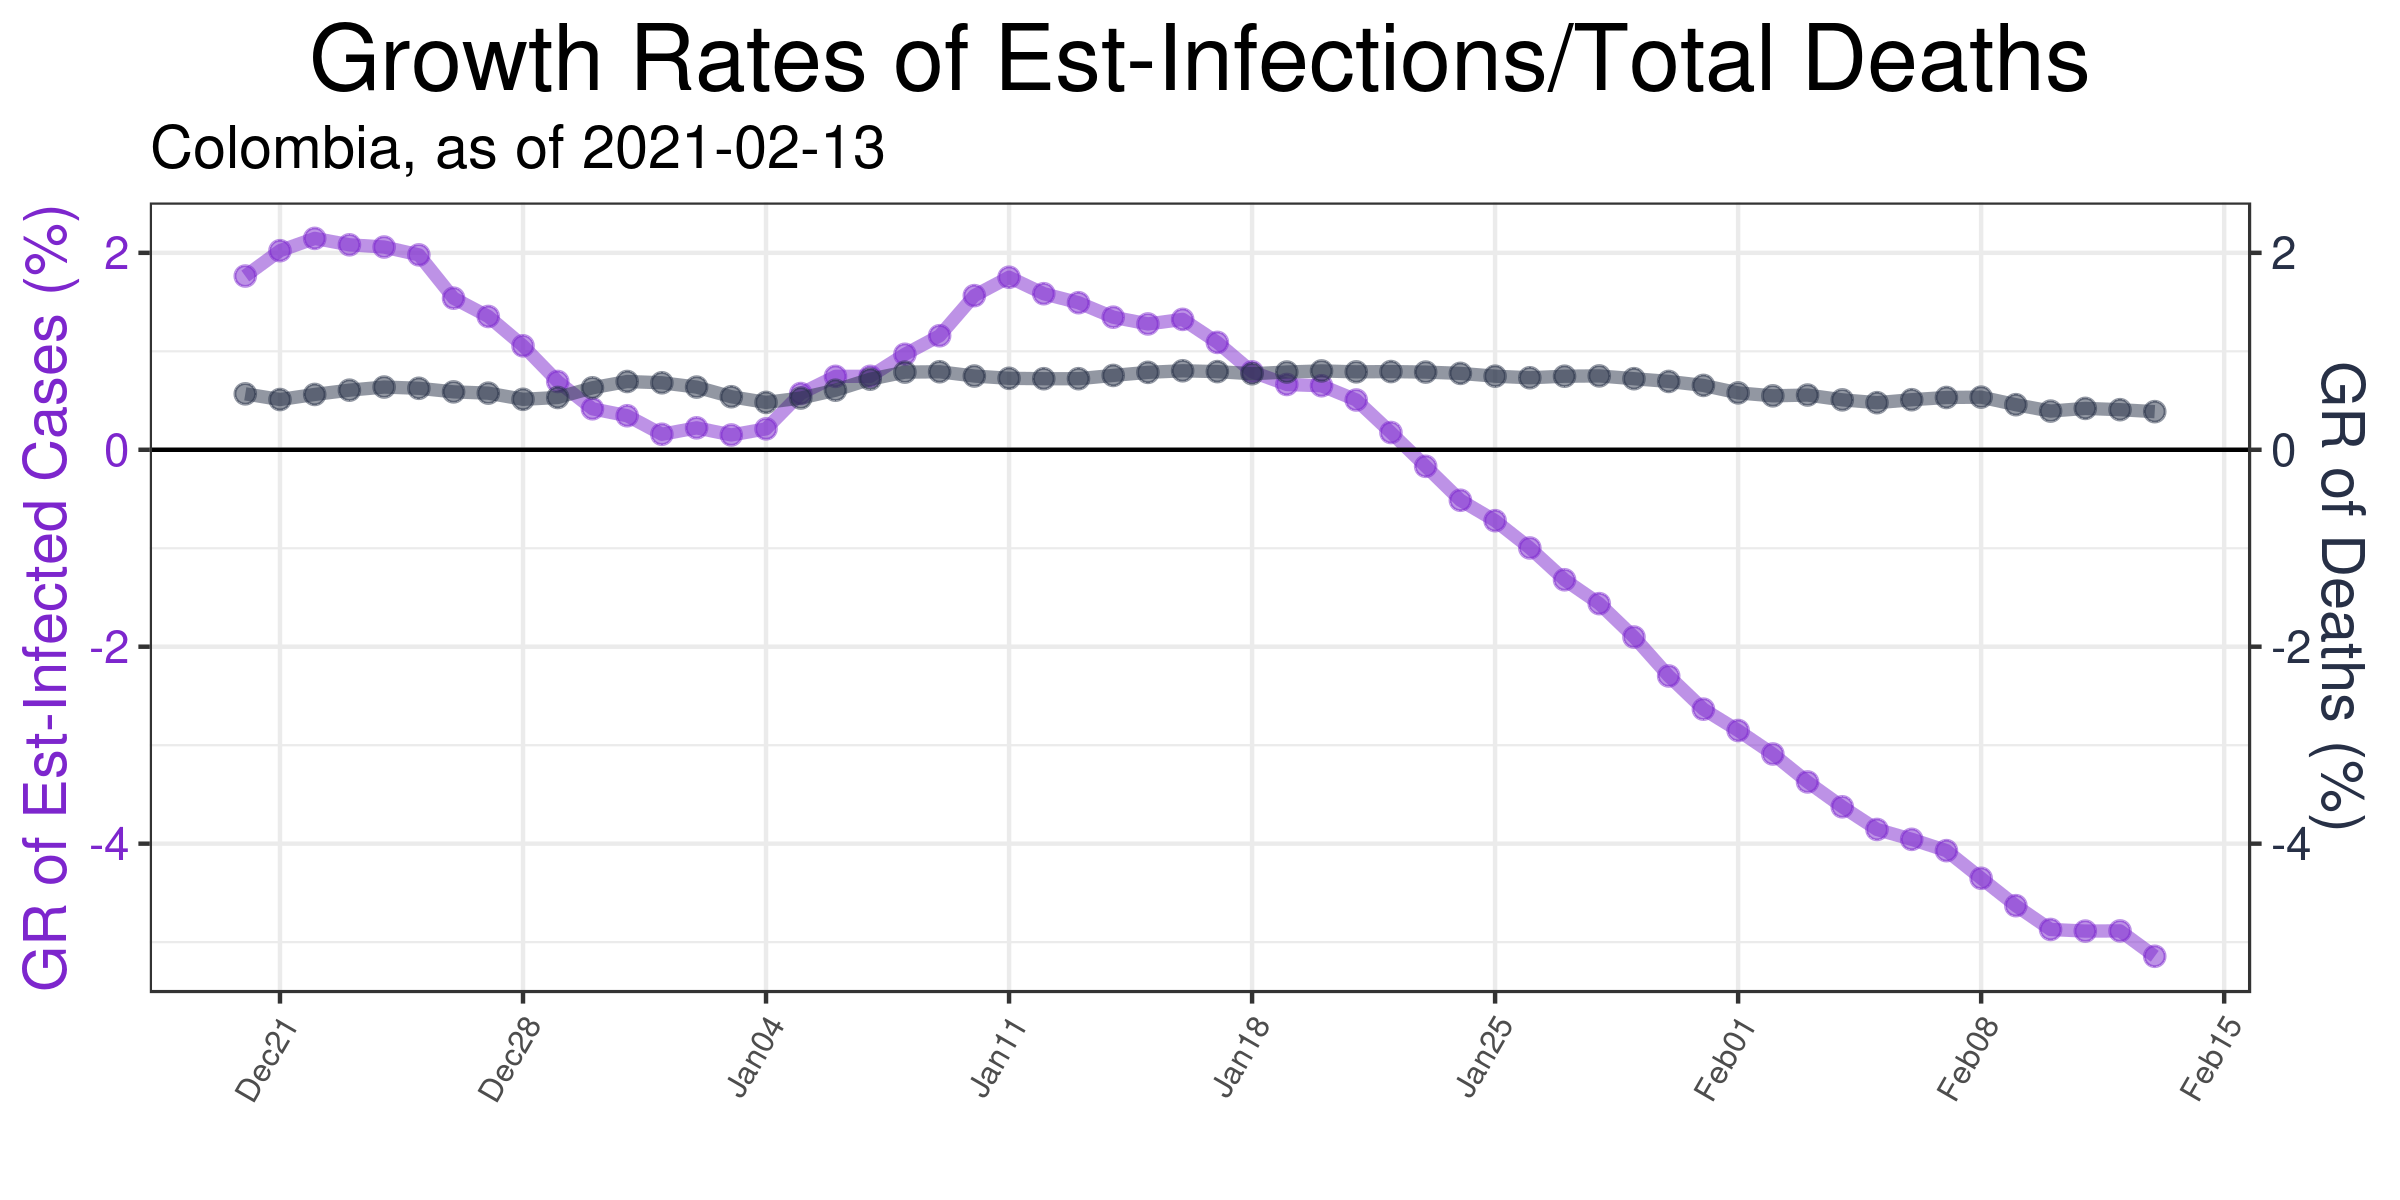 Growth Rates of Est-Infections/Total Deaths
Colombia, as of 2021-02-13
GR of Est-Infected Cases (%)
2
0
-2
-4
2
0
-2
-4
GR of Deaths (%)
Dec21
Dec28
Jan04
Jan11
Jan18
Jan25
Feb01
Feb08
Feb15